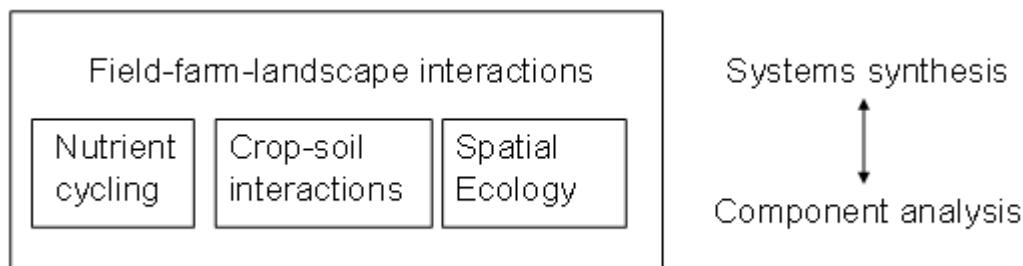 Field-farm-landscape interactions
Nutrient
cycling
Crop-soil
interactions
Spatial
Ecology
Systems synthesis
Component analysis